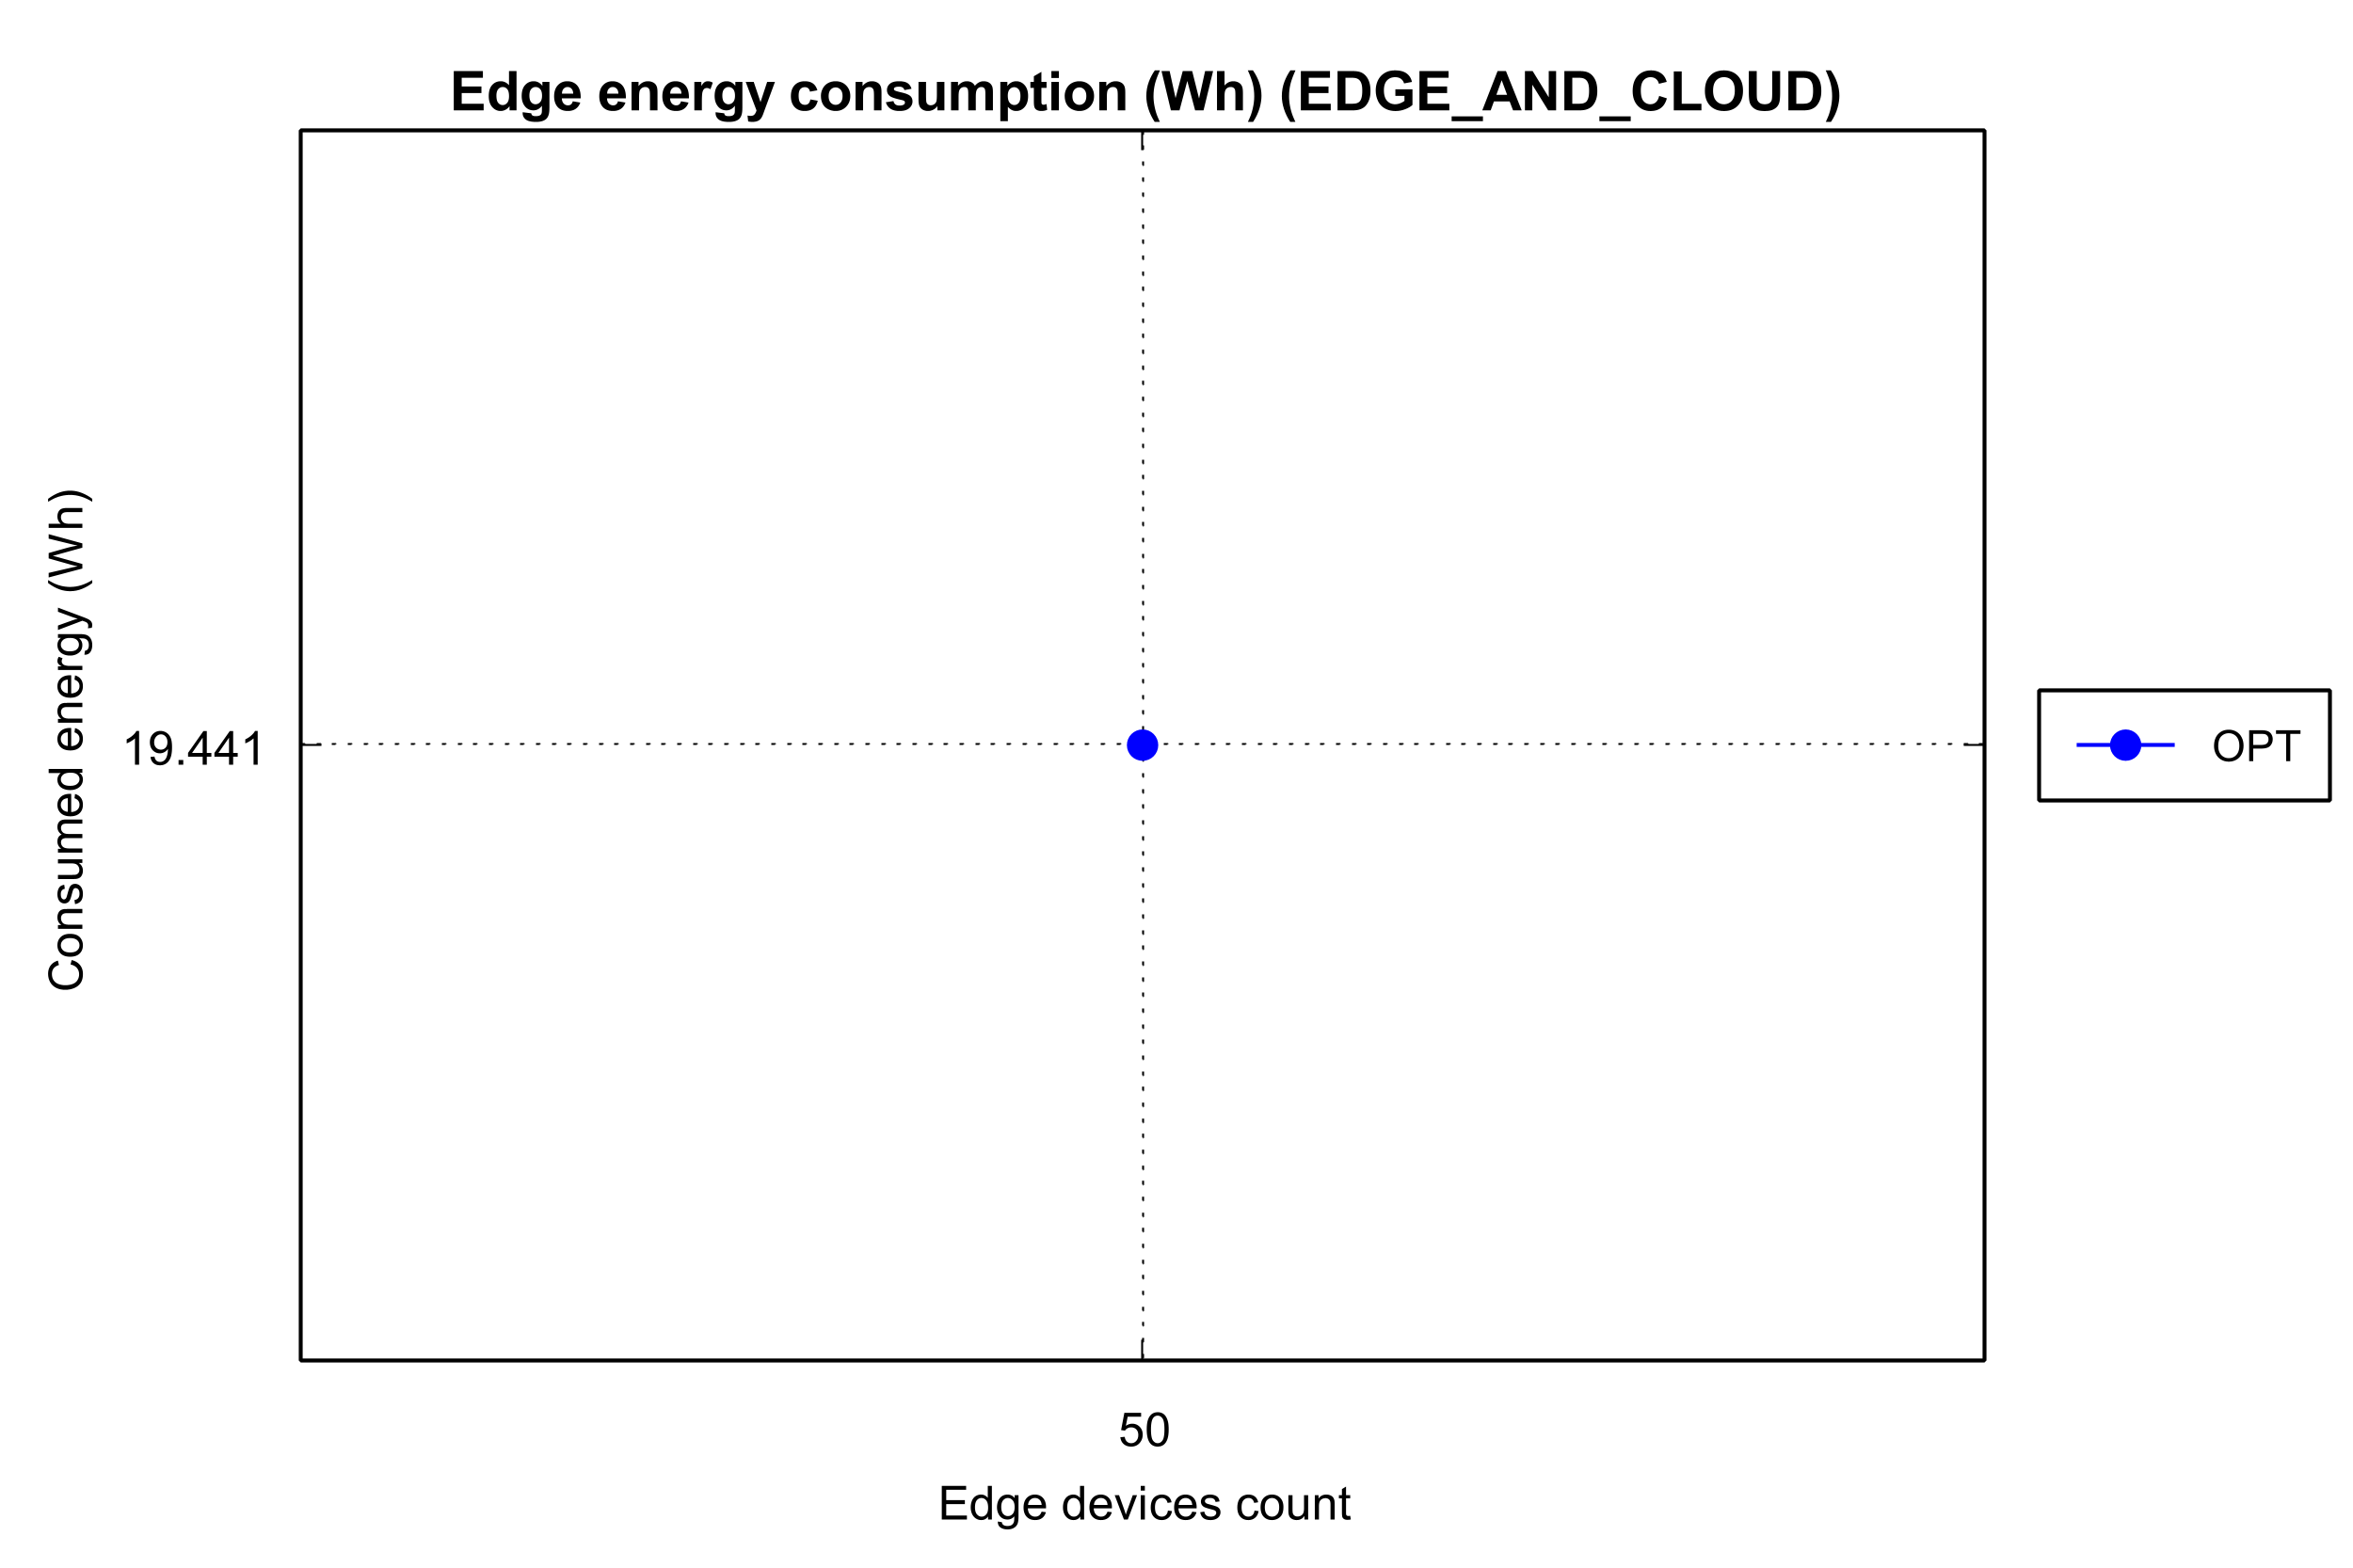 Edge energy consumption (Wh) (EDGE_AND_CLOUD)
Consumed energy (Wh)
19.441
OPT
50
Edge devices count